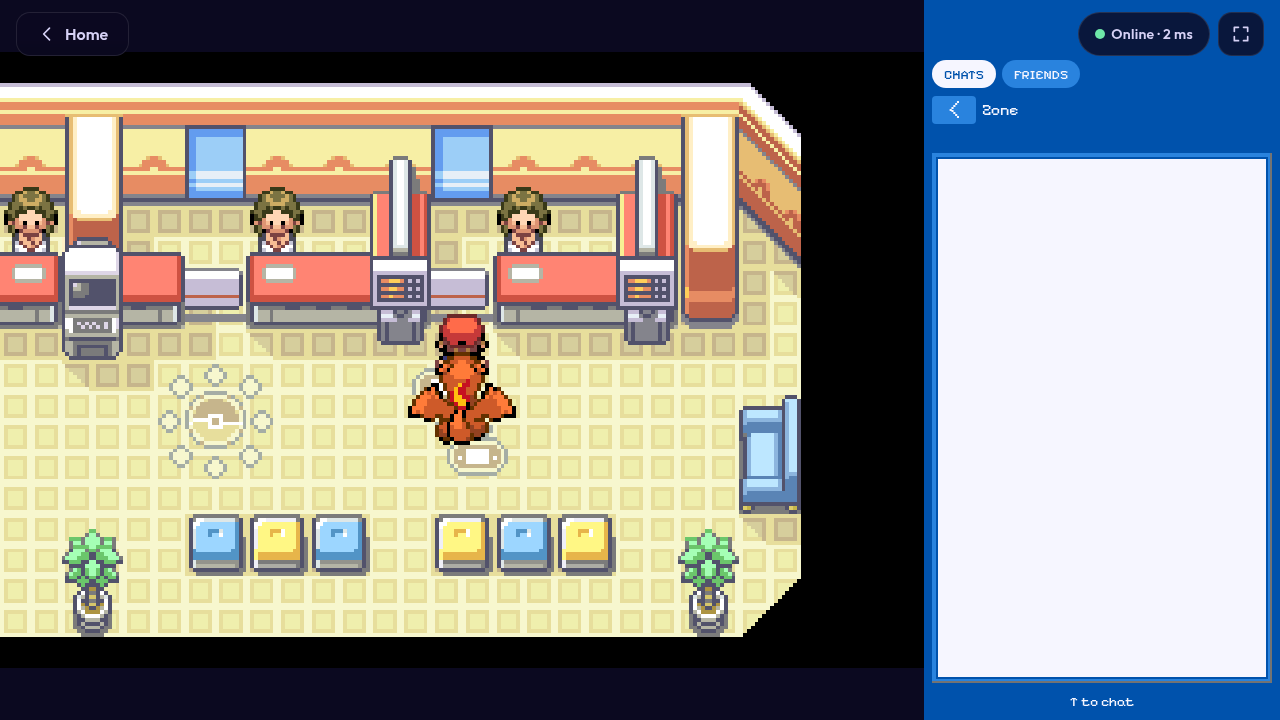 Home
Online · 2 ms
CHATS
FRIENDS
Zone
↑ to chat